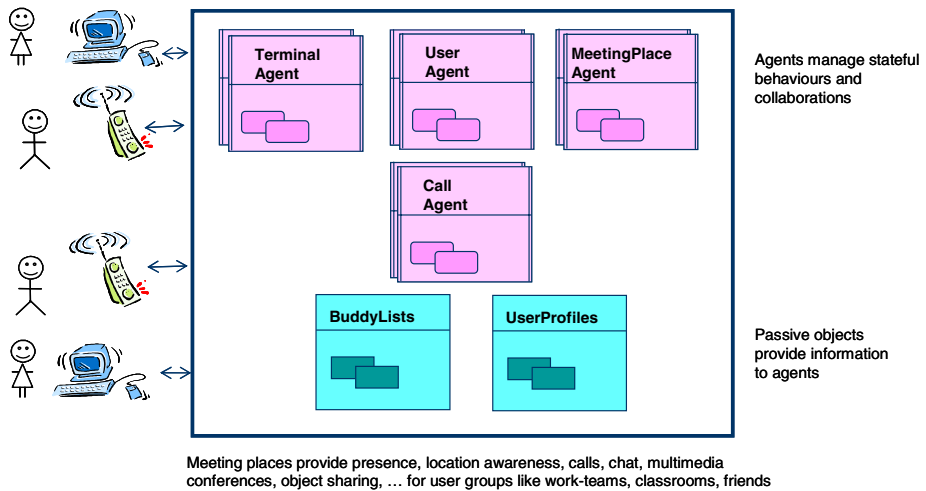 Terminal
Agent
User
Agent
MeetingPlace
Agent
Agents manage stateful
behaviours and
collaborations
Call
Agent
BuddyLists
UserProfiles
Passive objects
provide information
to agents
Meeting places provide presence, location awareness, calls, chat, multimedia
conferences, object sharing, … for user groups like work-teams, classrooms, friends